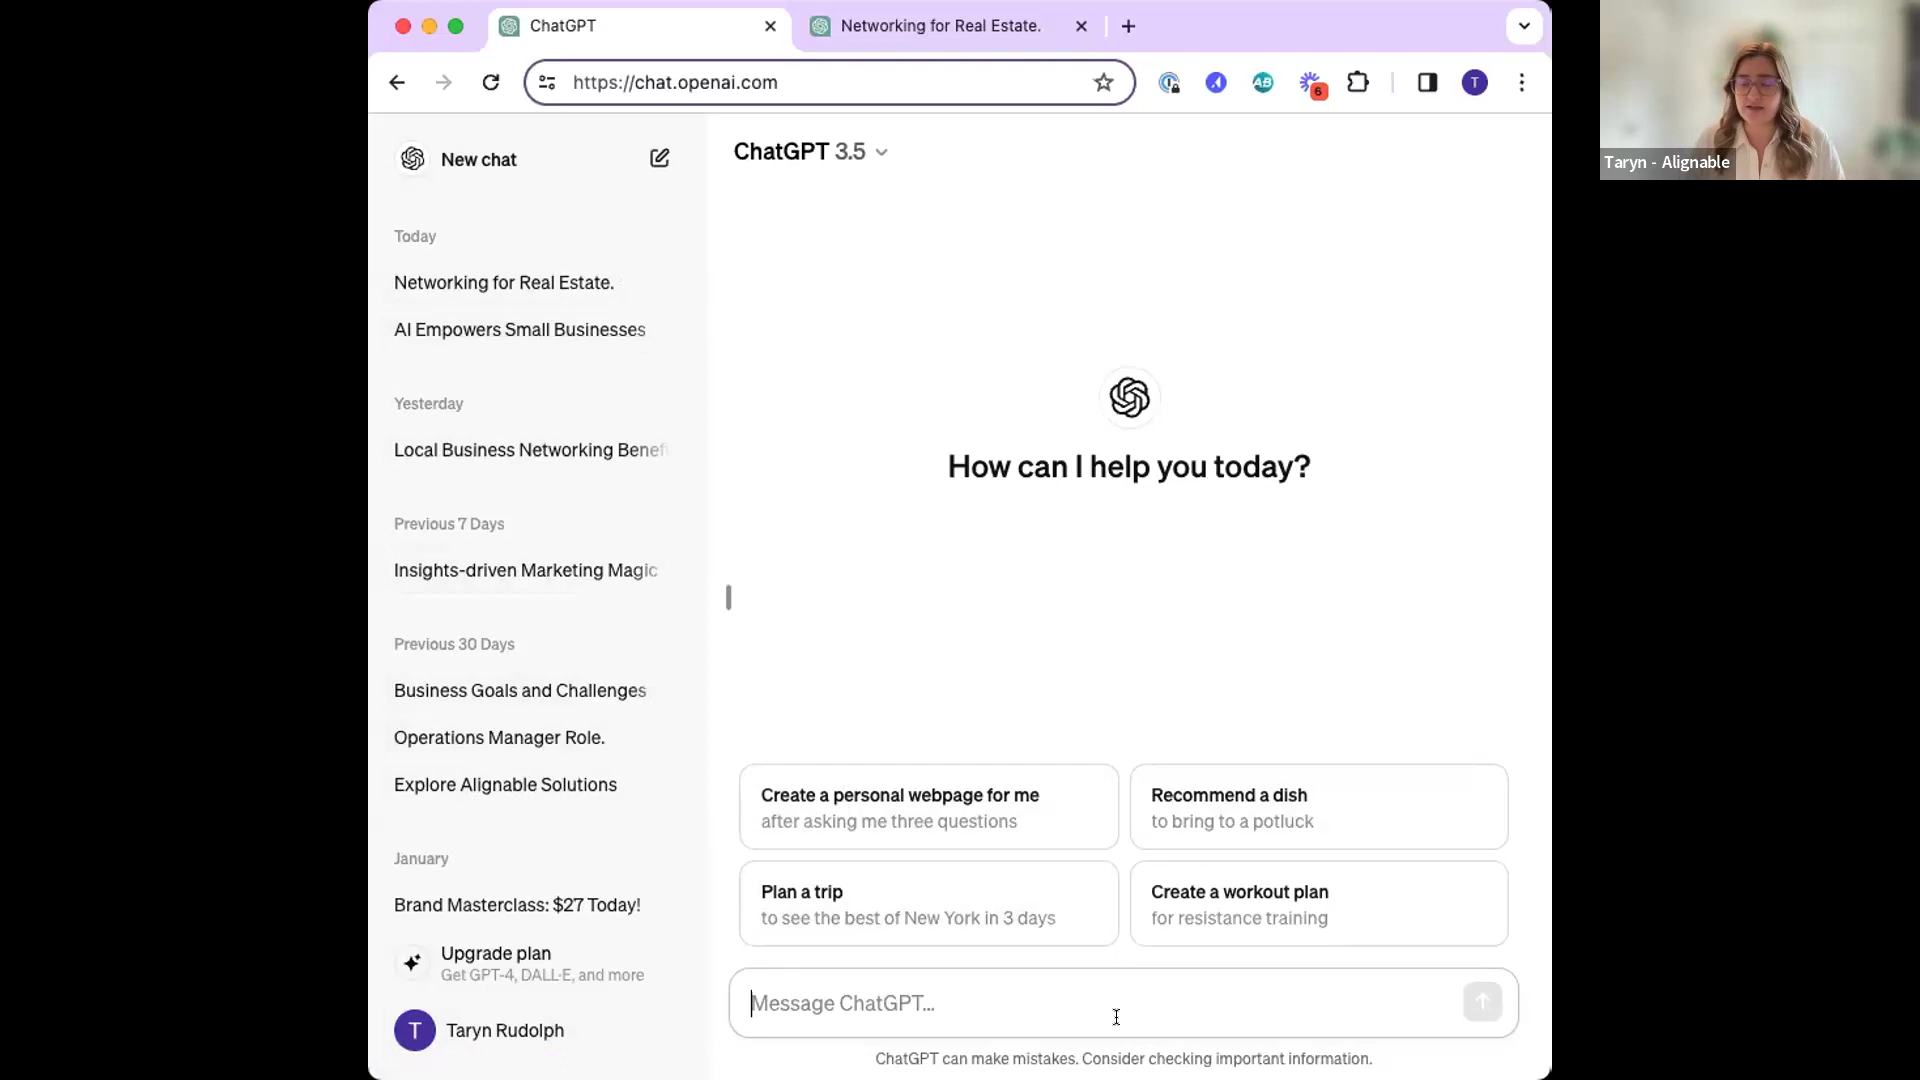 ChatGPT
Networking for Real Estate.
https://chat.openai.com
6
T
Taryn - Alignable
New chat
ChatGPT 3.5
Today
Networking for Real Estate.
AI Empowers Small Businesses
Yesterday
Local Business Networking Benef
Previous 7 Days
Insights-driven Marketing Magic
Previous 30 Days
Business Goals and Challenges
Operations Manager Role.
Explore Alignable Solutions
January
Brand Masterclass: $27 Today!
Upgrade plan
Get GPT-4, DALL·E, and more
T
Taryn Rudolph
How can I help you today?
Create a personal webpage for me
after asking me three questions
Recommend a dish
to bring to a potluck
Plan a trip
to see the best of New York in 3 days
Create a workout plan
for resistance training
Message ChatGPT…
ChatGPT can make mistakes. Consider checking important information.